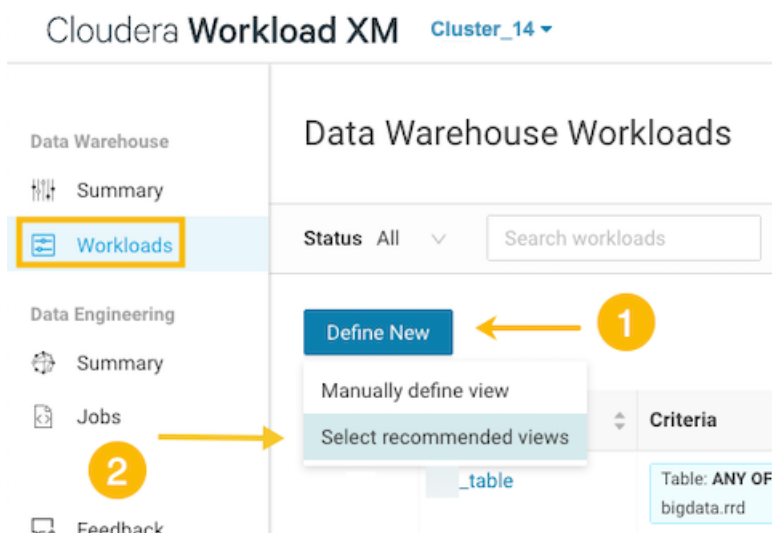 Cloudera Workload XM Cluster_14
Data Warehouse
Summary
Workloads
Data Engineering
Summary
Jobs
2
Feedback
Data Warehouse Workloads
Status All Search workloads
Define New 1
Manually define view
Select recommended views
Criteria
_table
Table: ANY OF
bigdata.rrd